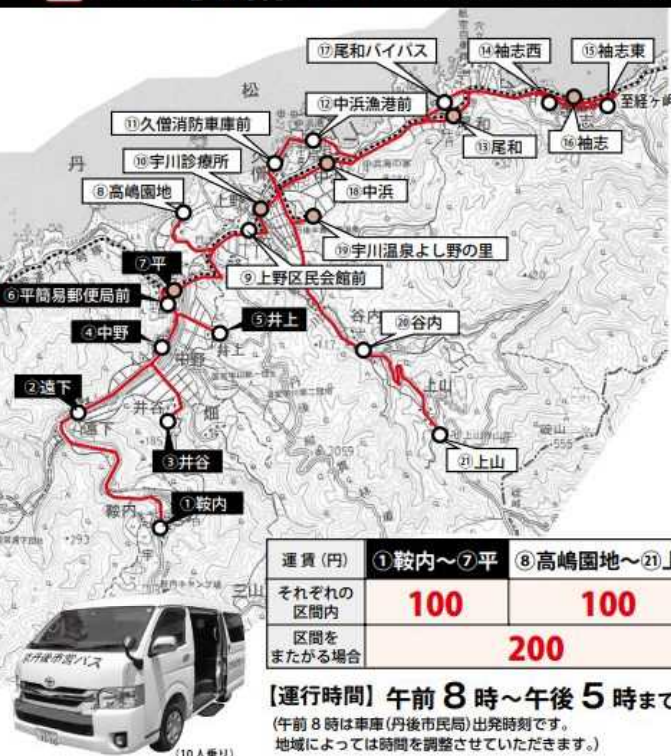 ⑰尾和バイパス
⑭袖志西
⑮袖志東
至経ヶ岬
松
⑫中浜漁港前
⑪久僧消防車庫前
⑬尾和
⑯袖志
丹
⑩宇川診療所
⑱中浜
⑧高嶋園地
上野
⑲宇川温泉よし野の里
⑦平
⑨上野区民会館前
⑥平簡易郵便局前
⑤井上
⑳谷内
谷内
④中野
中野
井上
上山
②遠下
井谷
畑
遠下
③井谷
㉑上山
鞍内
①鞍内
三山
運賃(円)
①鞍内~⑦平
⑧高嶋園地~㉑上
それぞれの
区間内
100
100
区間を
またがる場合
200
【運行時間】午前8時~午後5時まで
(午前8時は車庫(丹後市民局)出発時刻です。
地域によっては時間を調整させていただきます。)
京丹後市営バス
(10人乗り)